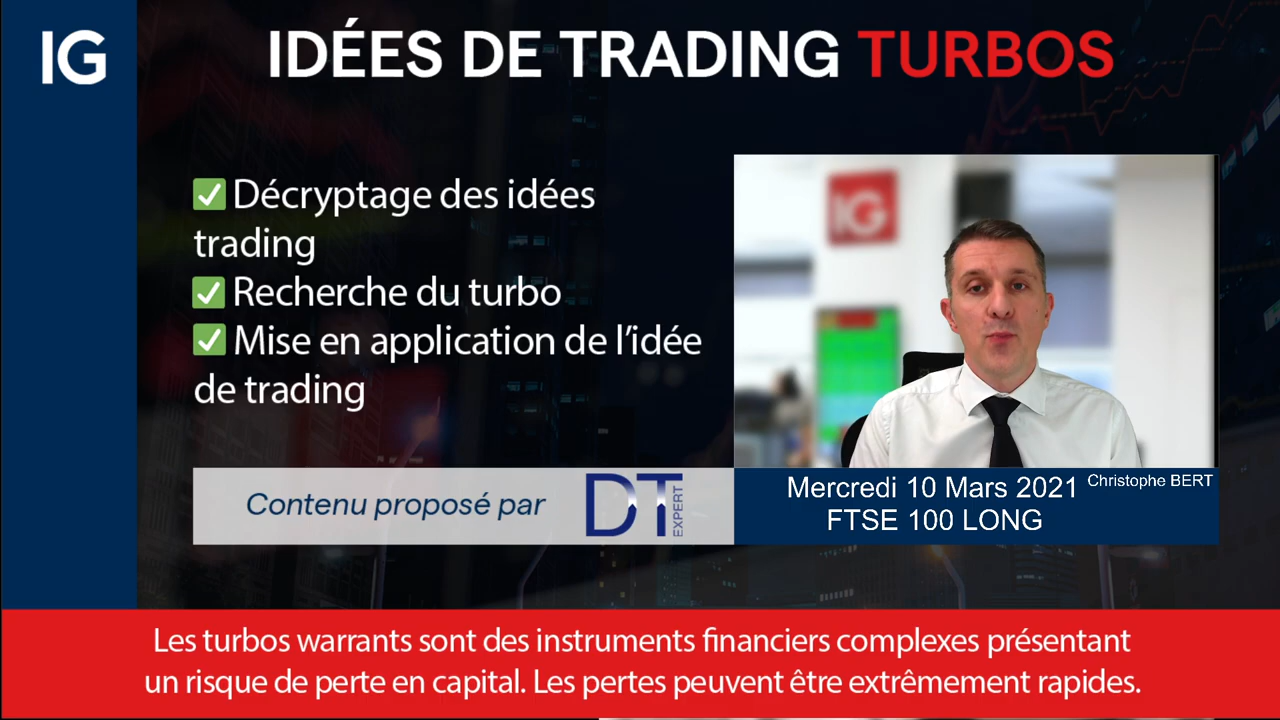 IG
IDÉES DE TRADING TURBOS
✅ Décryptage des idées
trading
✅ Recherche du turbo
✅ Mise en application de l’idée
de trading
IG
Contenu proposé par
DT
EXPERT
Mercredi 10 Mars 2021
Christophe BERT
FTSE 100 LONG
Les turbos warrants sont des instruments financiers complexes présentant
un risque de perte en capital. Les pertes peuvent être extrêmement rapides.